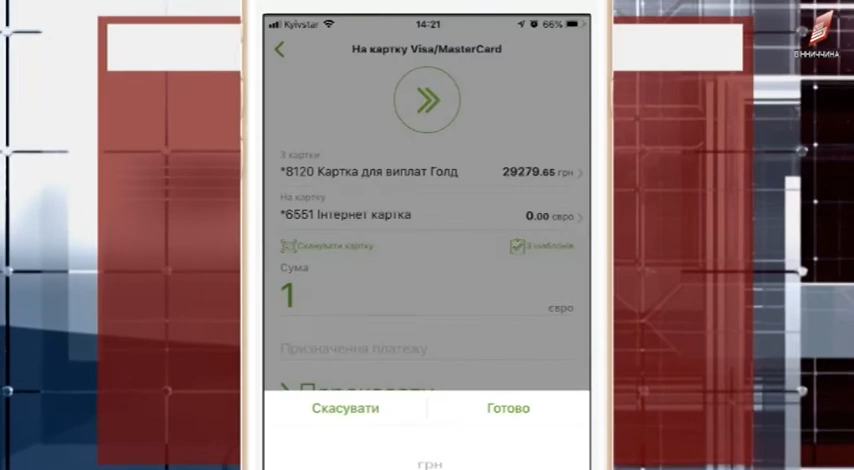 Kyivstar 14:21 66%
ВІННИЧЧИНА
На картку Visa/MasterCard
З картки
*8120 Картка для виплат Голд 29279.65 грн
На картку
*6551 Інтернет картка 0.00 євро
Сканувати картку З шаблонів
Сума
1 євро
Призначення платежу
Скасувати Готово
грн